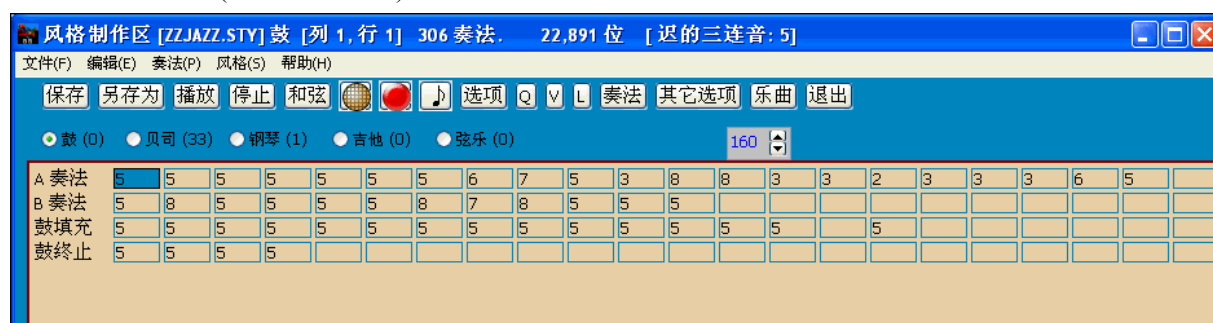 风格制作区 [ZZJAZZ.STY] 鼓 [列 1, 行 1] 306 奏法. 22,891 位 [ 迟的三连音: 5]
文件(F) 编辑(E) 奏法(P) 风格(S) 帮助(H)
保存 另存为 播放 停止 和弦 选项 Q V L 奏法 其它选项 乐曲 退出
鼓 (0) 贝司 (33) 钢琴 (1) 吉他 (0) 弦乐 (0) 160
A 奏法 5 5 5 5 5 5 5 6 7 5 3 8 8 3 3 2 3 3 3 6 5
B 奏法 5 8 5 5 5 5 8 7 8 5 5 5
鼓填充 5 5 5 5 5 5 5 5 5 5 5 5 5 5 5
鼓终止 5 5 5 5